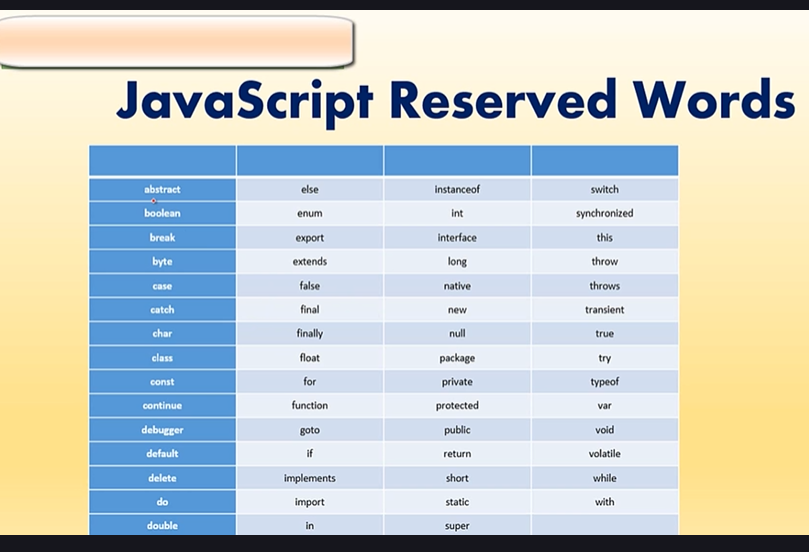 JavaScript Reserved Words
abstract else instanceof switch
boolean enum int synchronized
break export interface this
byte extends long throw
case false native throws
catch final new transient
char finally null true
class float package try
const for private typeof
continue function protected var
debugger goto public void
default if return volatile
delete implements short while
do import static with
double in super